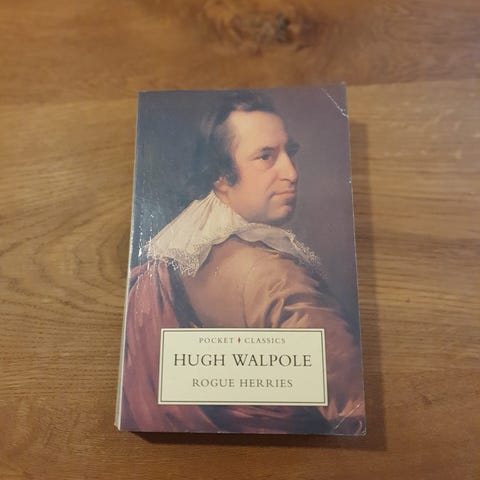 POCKET ♦ CLASSICS
HUGH WALPOLE
ROGUE HERRIES